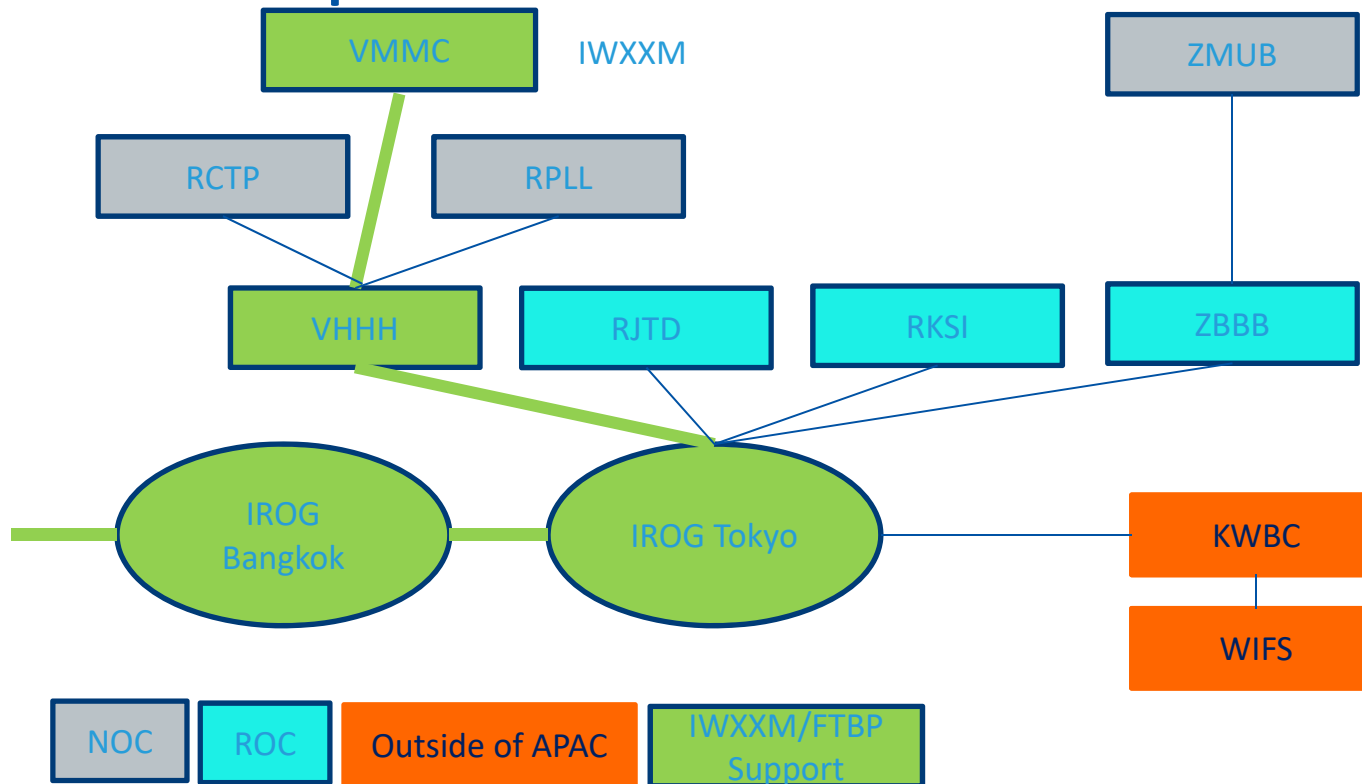 VMMC
IWXXM
ZMUB
RCTP
RPLL
VHHH
RJTD
RKSI
ZBBB
IROG
Bangkok
IROG Tokyo
KWBC
WIFS
NOC
ROC
Outside of APAC
IWXXM/FTBP
Support